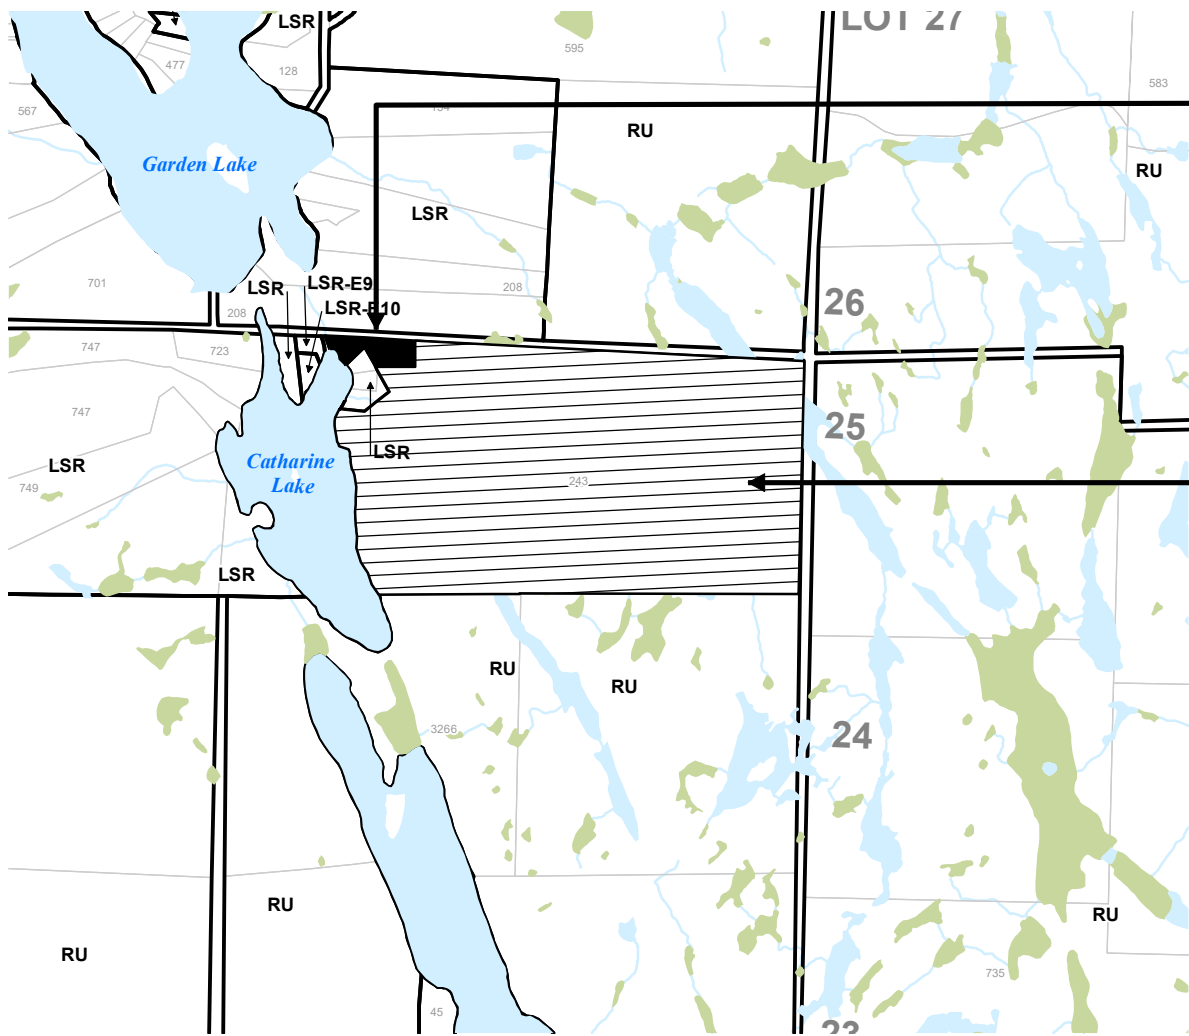 LSR
LOT 27
595
477
128
583
567
134
RU
Garden Lake
RU
LSR
701
LSR
LSR-E9
208
LSR-E10
26
208
747
723
747
25
LSR
LSR
Catharine
Lake
749
243
LSR
RU
RU
3266
24
RU
RU
RU
735
45
23